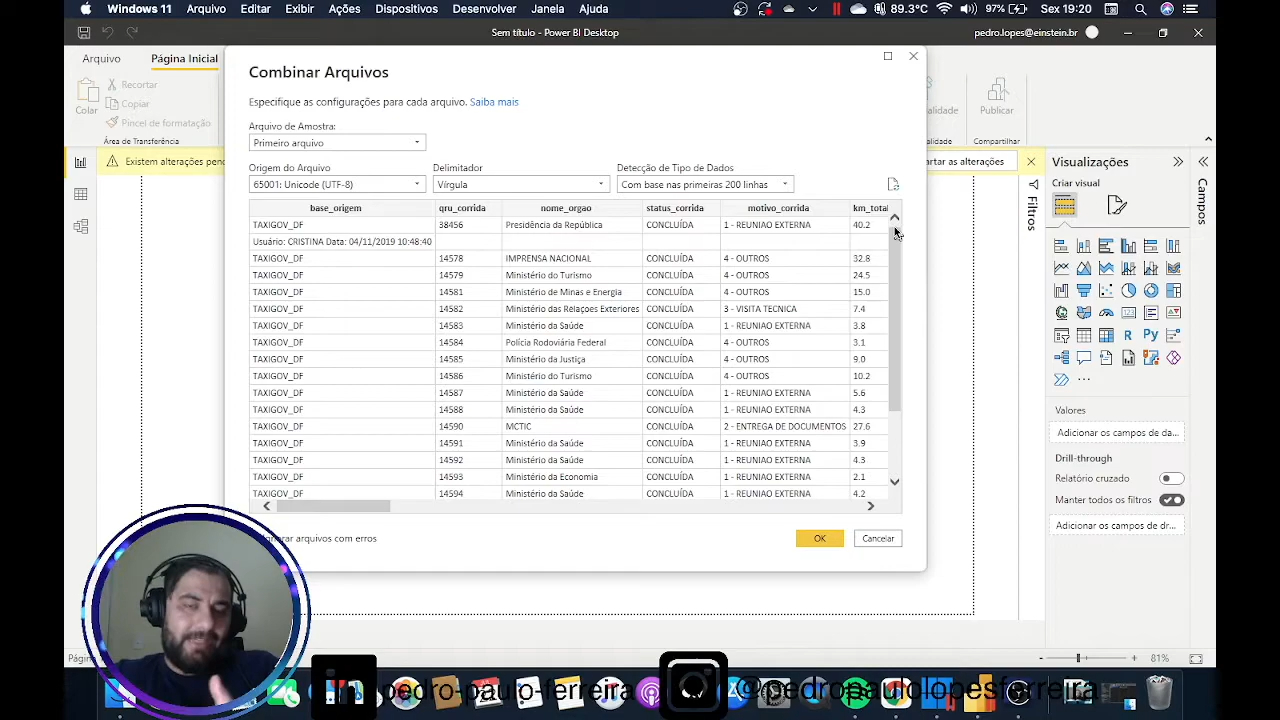 Windows 11 Arquivo Editar Exibir Ações Dispositivos Desenvolver Janela Ajuda 89.3°C 97% Sex 19:20
Sem título - Power BI Desktop pedro.lopes@einstein.br
Arquivo Página Inicial
Combinar Arquivos
Especifique as configurações para cada arquivo. Saiba mais
Colar
Recortar
Copiar
Pincel de formatação
Área de Transferência
Publicar
Compartilhar
Arquivo de Amostra:
Primeiro arquivo
Existem alterações pen
artar as alterações
Origem do Arquivo Delimitador Detecção de Tipo de Dados
65001: Unicode (UTF-8) Vírgula Com base nas primeiras 200 linhas
base_origem qru_corrida nome_orgao status_corrida motivo_corrida km_total
TAXIGOV_DF 38456 Presidência da República CONCLUÍDA 1 - REUNIAO EXTERNA 40.2
Usuário: CRISTINA Data: 04/11/2019 10:48:40
TAXIGOV_DF 14578 IMPRENSA NACIONAL CONCLUÍDA 4 - OUTROS 32.8
TAXIGOV_DF 14579 Ministério do Turismo CONCLUÍDA 4 - OUTROS 24.5
TAXIGOV_DF 14581 Ministério de Minas e Energia CONCLUÍDA 4 - OUTROS 15.0
TAXIGOV_DF 14582 Ministério das Relaçoes Exteriores CONCLUÍDA 3 - VISITA TECNICA 7.4
TAXIGOV_DF 14583 Ministério da Saúde CONCLUÍDA 1 - REUNIAO EXTERNA 3.8
TAXIGOV_DF 14584 Polícia Rodoviária Federal CONCLUÍDA 4 - OUTROS 3.1
TAXIGOV_DF 14585 Ministério da Justiça CONCLUÍDA 4 - OUTROS 9.0
TAXIGOV_DF 14586 Ministério do Turismo CONCLUÍDA 4 - OUTROS 10.2
TAXIGOV_DF 14587 Ministério da Saúde CONCLUÍDA 1 - REUNIAO EXTERNA 5.6
TAXIGOV_DF 14588 Ministério da Saúde CONCLUÍDA 1 - REUNIAO EXTERNA 4.3
TAXIGOV_DF 14590 MCTIC CONCLUÍDA 2 - ENTREGA DE DOCUMENTOS 27.6
TAXIGOV_DF 14591 Ministério da Saúde CONCLUÍDA 1 - REUNIAO EXTERNA 3.9
TAXIGOV_DF 14592 Ministério da Saúde CONCLUÍDA 1 - REUNIAO EXTERNA 4.3
TAXIGOV_DF 14593 Ministério da Economia CONCLUÍDA 1 - REUNIAO EXTERNA 2.1
TAXIGOV_DF 14594 Ministério da Saúde CONCLUÍDA 1 - REUNIAO EXTERNA 4.2
arquivos com erros
OK Cancelar
Filtros
Visualizações
Criar visual
R Py
Valores
Adicionar os campos de da...
Drill-through
Relatório cruzado
Manter todos os filtros
Adicionar os campos de dr...
Campos
81%
pedro-paulo-ferreira
@pedropaulolopesferreira